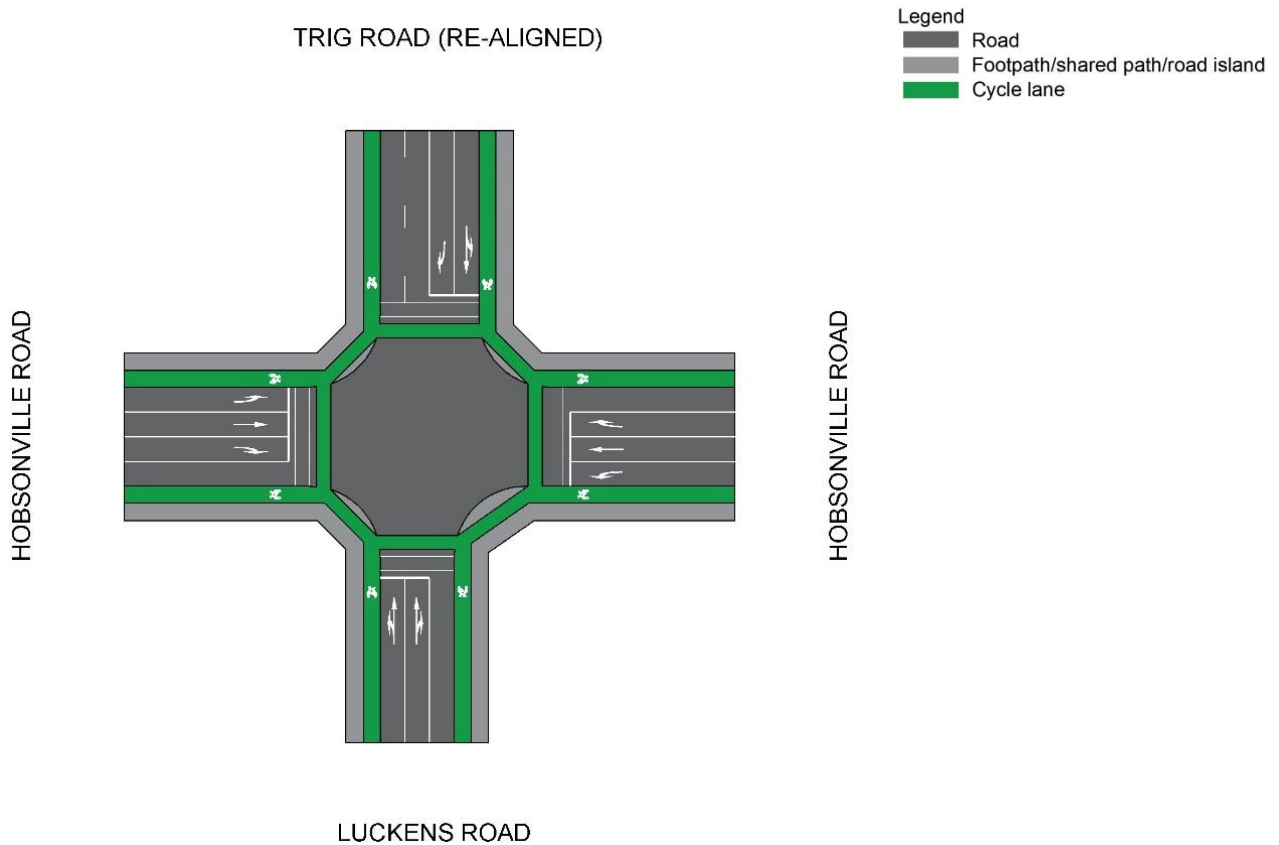 Legend
TRIG ROAD (RE-ALIGNED)
Road
Footpath/shared path/road island
Cycle lane
HOBSONVILLE ROAD
HOBSONVILLE ROAD
LUCKENS ROAD